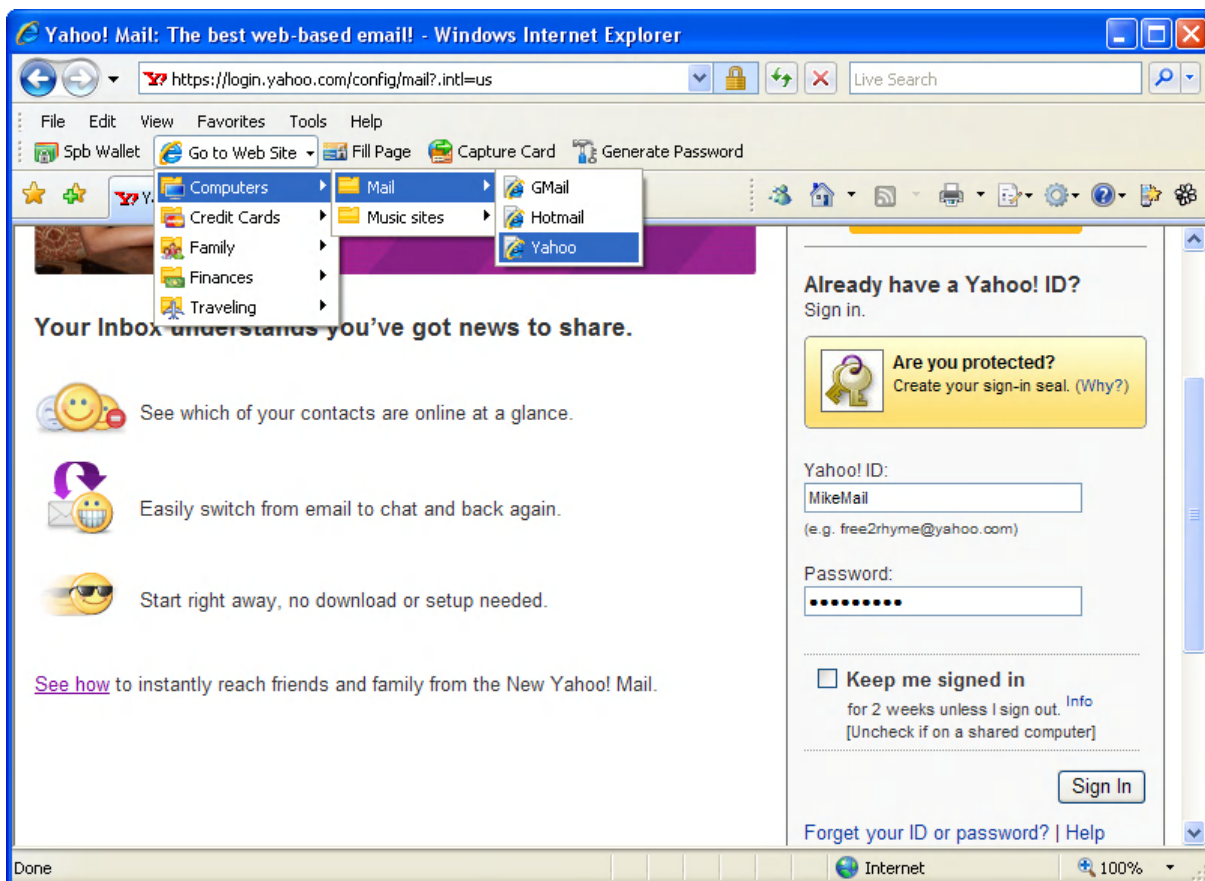 Yahoo! Mail: The best web-based email! - Windows Internet Explorer
https://login.yahoo.com/config/mail?.intl=us
Live Search
File Edit View Favorites Tools Help
Spb Wallet Go to Web Site Fill Page Capture Card Generate Password
Computers
Credit Cards
Family
Finances
Traveling
Mail
Music sites
GMail
Hotmail
Yahoo
Your Inbox understands you've got news to share.
See which of your contacts are online at a glance.
Easily switch from email to chat and back again.
Start right away, no download or setup needed.
See how to instantly reach friends and family from the New Yahoo! Mail.
Already have a Yahoo! ID?
Sign in.
Are you protected?
Create your sign-in seal. (Why?)
Yahoo! ID:
MikeMail
(e.g. free2rhyme@yahoo.com)
Password:
Keep me signed in
for 2 weeks unless I sign out. Info
[Uncheck if on a shared computer]
Sign In
Forget your ID or password? | Help
Done
Internet
100%